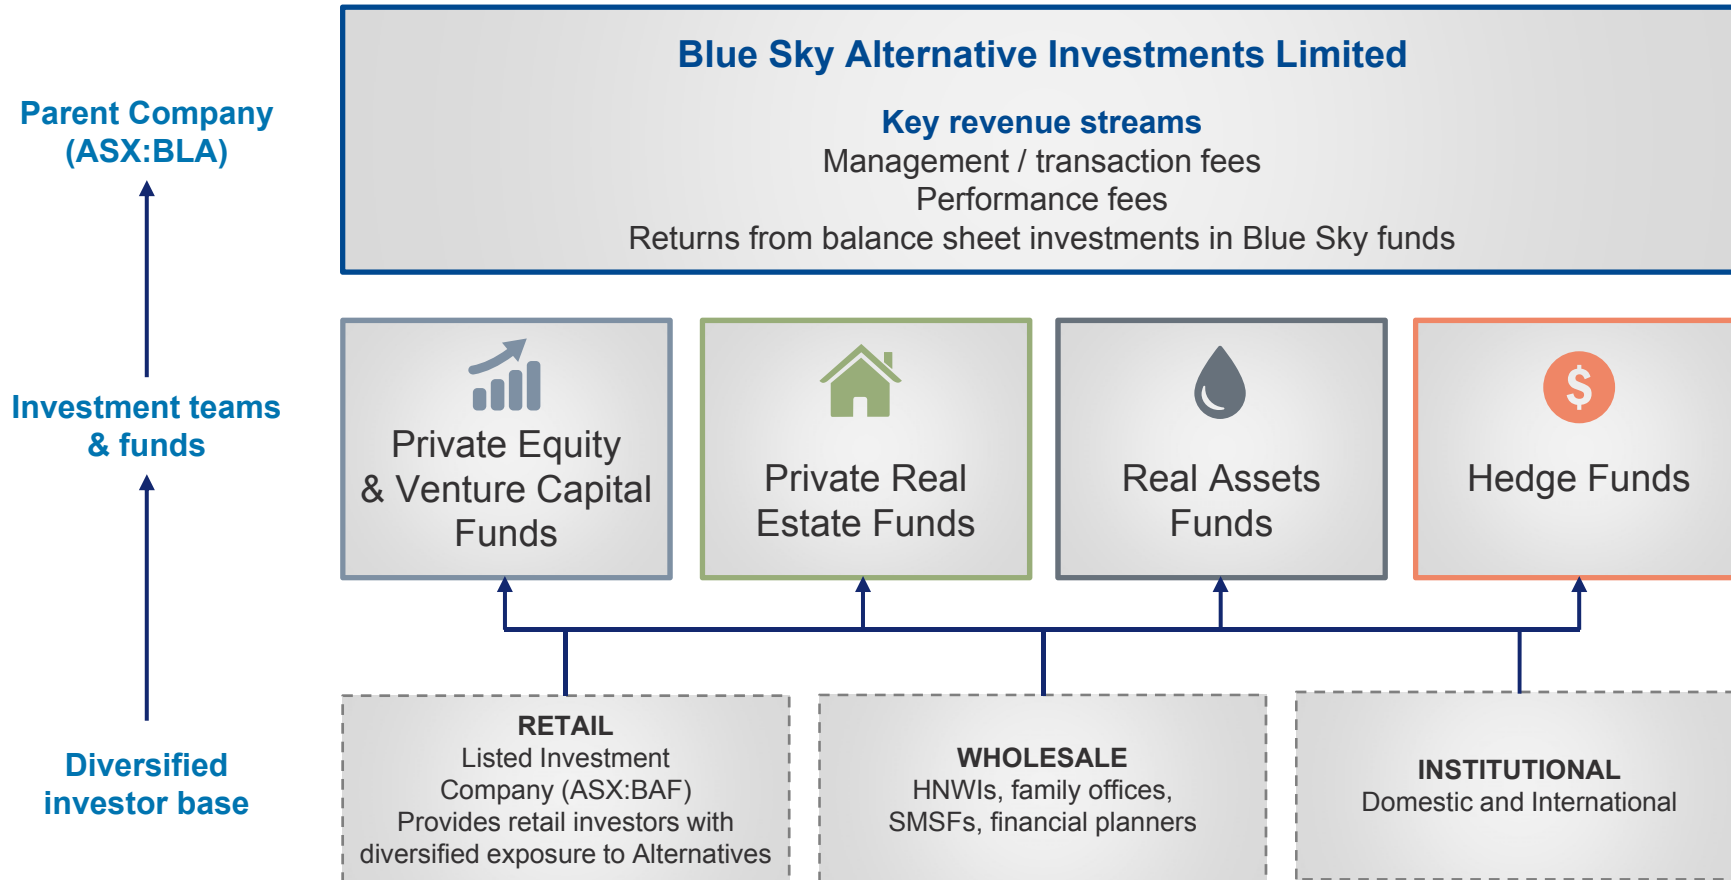 Blue Sky Alternative Investments Limited
Key revenue streams
Management / transaction fees
Performance fees
Returns from balance sheet investments in Blue Sky funds
Parent Company
(ASX:BLA)
Investment teams
& funds
Private Equity
& Venture Capital
Funds
Private Real
Estate Funds
Real Assets
Funds
$
Hedge Funds
Diversified
investor base
RETAIL
Listed Investment
Company (ASX:BAF)
Provides retail investors with
diversified exposure to Alternatives
WHOLESALE
HNWIs, family offices,
SMSFs, financial planners
INSTITUTIONAL
Domestic and International